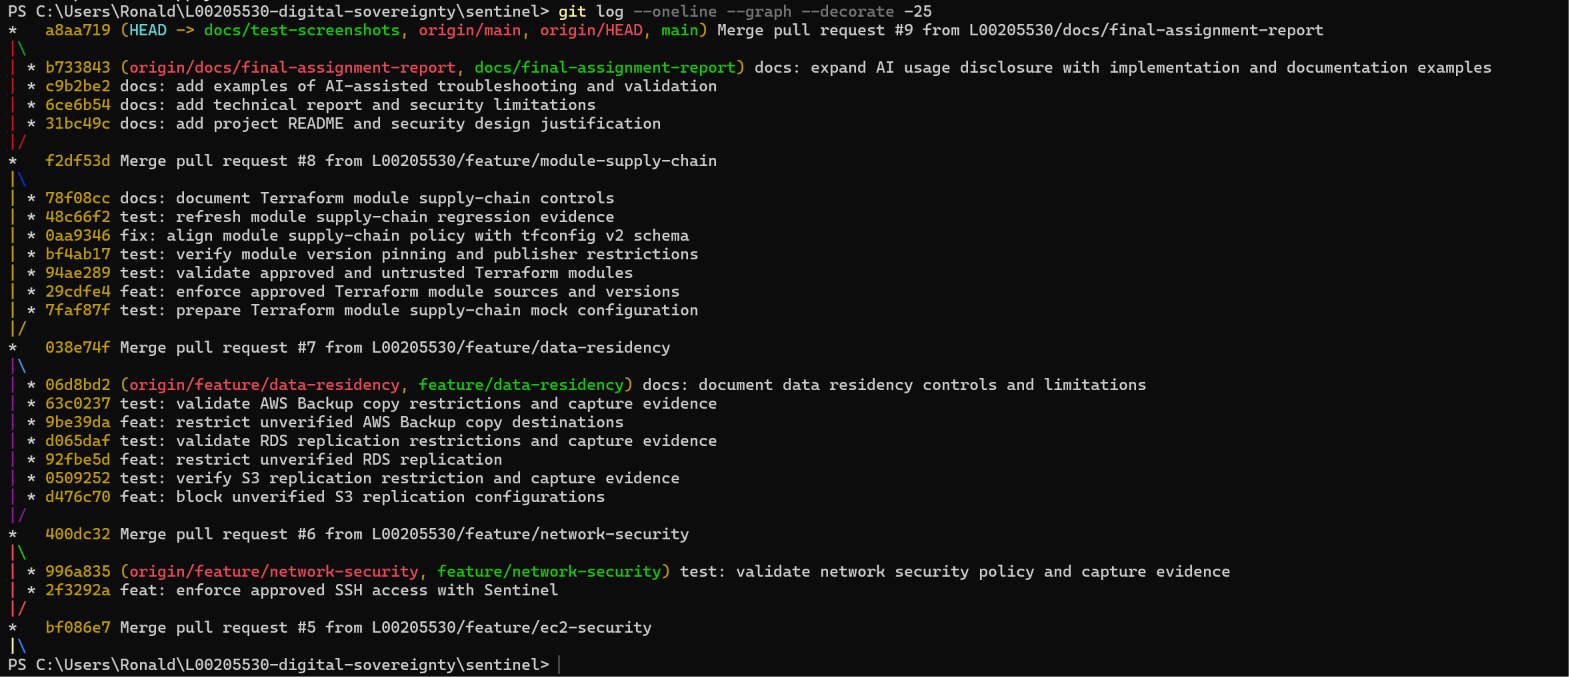 PS C:\Users\Ronald\L00205530-digital-sovereignty\sentinel> git log --oneline --graph --decorate -25
*   a8aa719 (HEAD -> docs/test-screenshots, origin/main, origin/HEAD, main) Merge pull request #9 from L00205530/docs/final-assignment-report
|\
| * b733843 (origin/docs/final-assignment-report, docs/final-assignment-report) docs: expand AI usage disclosure with implementation and documentation examples
| * c9b2be2 docs: add examples of AI-assisted troubleshooting and validation
| * 6ce6b54 docs: add technical report and security limitations
| * 31bc49c docs: add project README and security design justification
|/
*   f2df53d Merge pull request #8 from L00205530/feature/module-supply-chain
|\
| * 78f08cc docs: document Terraform module supply-chain controls
| * 48c66f2 test: refresh module supply-chain regression evidence
| * 0aa9346 fix: align module supply-chain policy with tfconfig v2 schema
| * bf4ab17 test: verify module version pinning and publisher restrictions
| * 94ae289 test: validate approved and untrusted Terraform modules
| * 29cdfe4 feat: enforce approved Terraform module sources and versions
| * 7faf87f test: prepare Terraform module supply-chain mock configuration
|/
*   038e74f Merge pull request #7 from L00205530/feature/data-residency
|\
| * 06d8bd2 (origin/feature/data-residency, feature/data-residency) docs: document data residency controls and limitations
| * 63c0237 test: validate AWS Backup copy restrictions and capture evidence
| * 9be39da feat: restrict unverified AWS Backup copy destinations
| * d065daf test: validate RDS replication restrictions and capture evidence
| * 92fbe5d feat: restrict unverified RDS replication
| * 0509252 test: verify S3 replication restriction and capture evidence
| * d476c70 feat: block unverified S3 replication configurations
|/
*   400dc32 Merge pull request #6 from L00205530/feature/network-security
|\
| * 996a835 (origin/feature/network-security, feature/network-security) test: validate network security policy and capture evidence
| * 2f3292a feat: enforce approved SSH access with Sentinel
|/
*   bf086e7 Merge pull request #5 from L00205530/feature/ec2-security
|\
PS C:\Users\Ronald\L00205530-digital-sovereignty\sentinel>